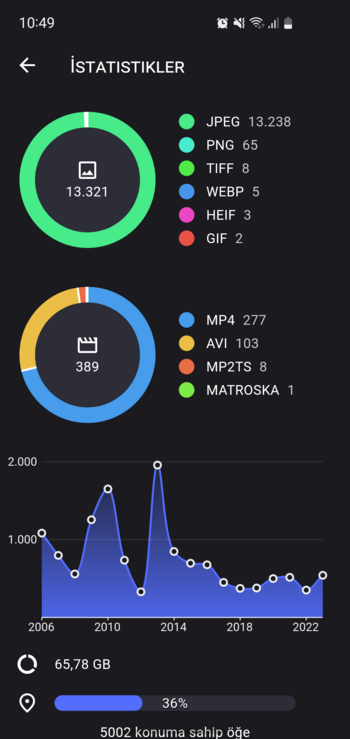 10:49
İSTATISTIKLER
JPEG 13.238
PNG 65
TIFF 8
WEBP 5
HEIF 3
GIF 2
13.321
MP4 277
AVI 103
MP2TS 8
MATROSKA 1
389
2.000
1.000
2006 2010 2014 2018 2022
65,78 GB
36%
5002 konuma sahip öğe